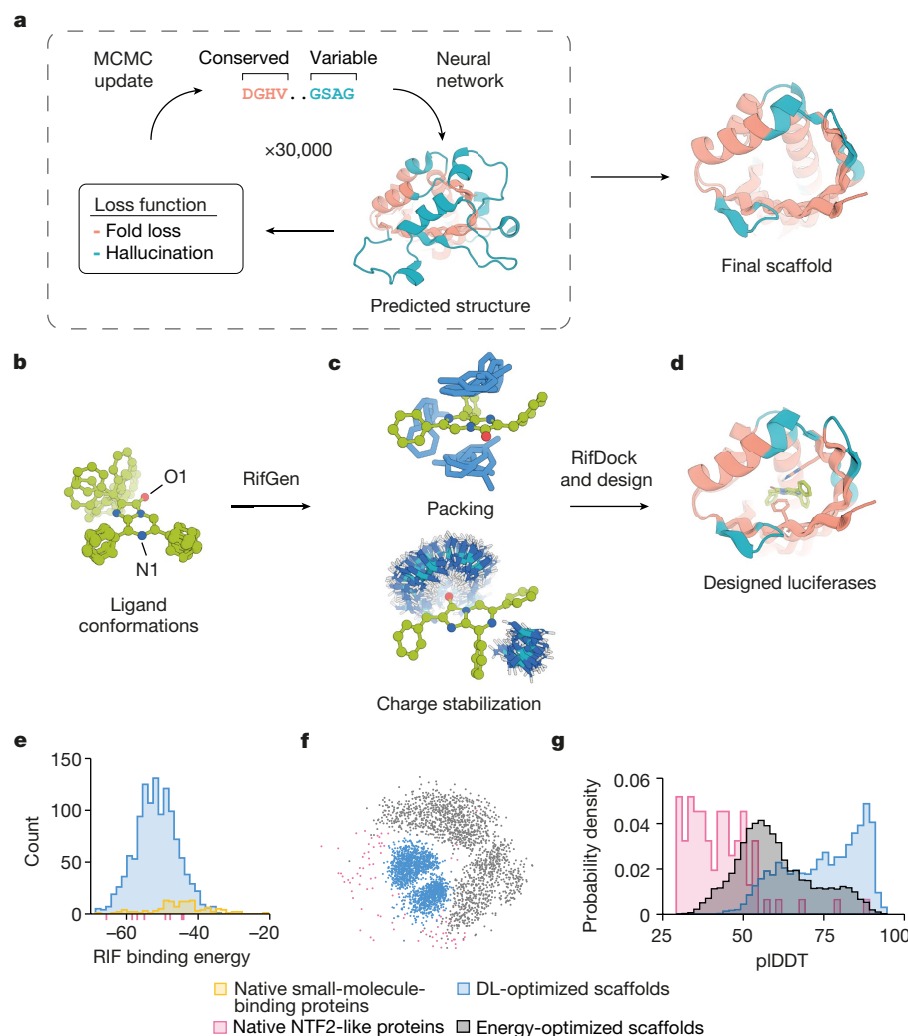 a
MCMC
update
Conserved
Variable
DGHV..GSAG
Neural
network
×30,000
Loss function
Fold loss
Hallucination
Predicted structure
Final scaffold
b
O1
N1
Ligand
conformations
RifGen
c
Packing
Charge stabilization
RifDock
and design
d
Designed luciferases
e
150
100
50
0
Count
−60
−40
−20
RIF binding energy
f
g
0.06
0.04
0.02
0
Probability density
25
50
75
100
plDDT
Native small-molecule-
binding proteins
DL-optimized scaffolds
Native NTF2-like proteins
Energy-optimized scaffolds